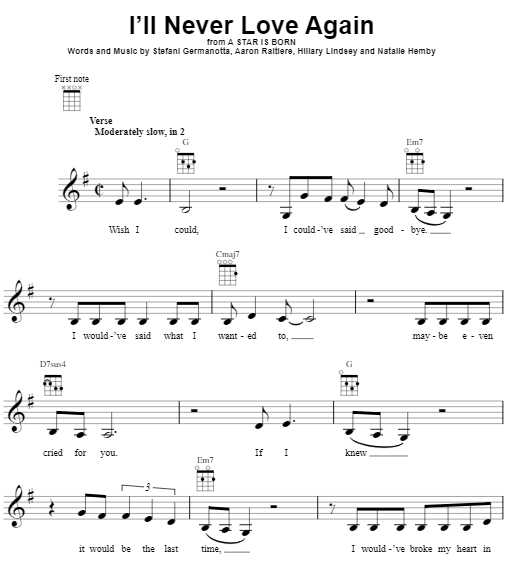 I'll Never Love Again
from A STAR IS BORN
Words and Music by Stefani Germanotta, Aaron Raitiere, Hillary Lindsey and Natalie Hemby
First note
Verse
Moderately slow, in 2
G Em7
Wish I could, I could-'ve said good - bye.
Cmaj7
I would-'ve said what I want - ed to, may - be e - ven
D7sus4 G
cried for you. If I knew
3
Em7
it would be the last time, I would-'ve broke my heart in